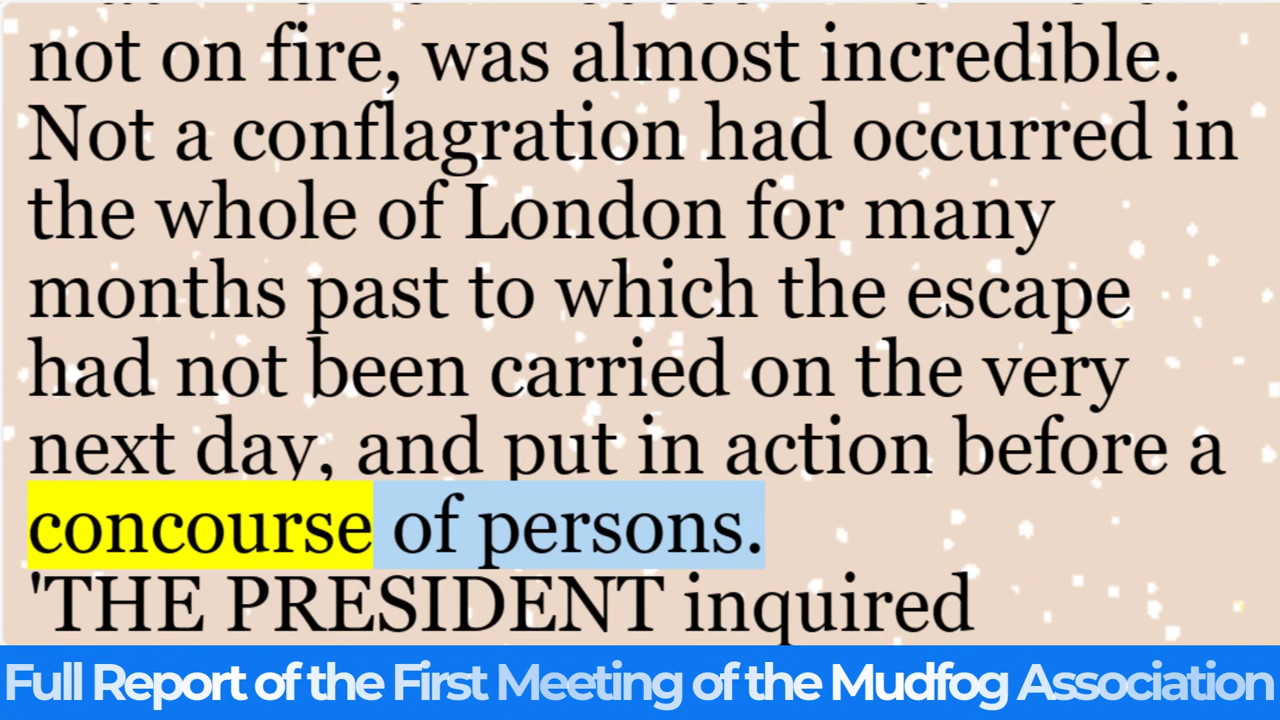 not on fire, was almost incredible.
Not a conflagration had occurred in
the whole of London for many
months past to which the escape
had not been carried on the very
next day, and put in action before a
concourse of persons.
'THE PRESIDENT inquired
Full Report of the First Meeting of the Mudfog Association